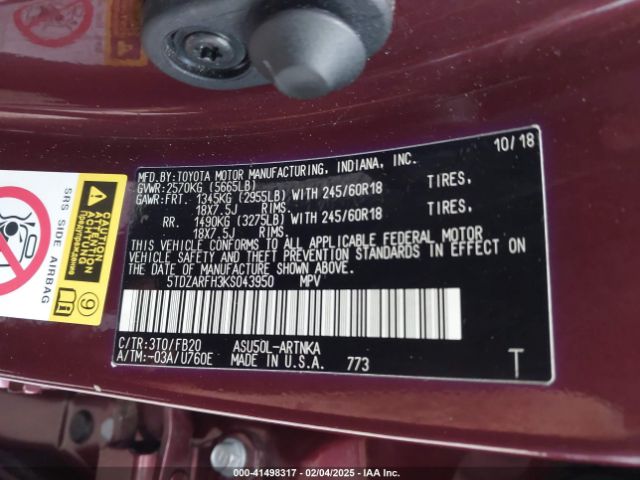 10/18
MFD.BY:TOYOTA MOTOR MANUFACTURING, INDIANA, INC.
GVWR:2570KG (5665LB)
GAWR:FRT. 1345KG (2955LB) WITH 245/60R18 TIRES,
18X7.5J RIMS.
RR. 1490KG (3275LB) WITH 245/60R18 TIRES,
18X7.5J RIMS.
THIS VEHICLE CONFORMS TO ALL APPLICABLE FEDERAL MOTOR
VEHICLE SAFETY AND THEFT PREVENTION STANDARDS IN EFFECT ON
THE DATE OF MANUFACTURE SHOWN ABOVE.
5TDZARFH3KS043950 MPV
C/TR:3T0/FB20 ASU50L-ARTNKA
A/TM:-03A/U760E MADE IN U.S.A. 773
T
SRS SIDE AIRBAG
9
000-41498317 - 02/04/2025 - IAA Inc.